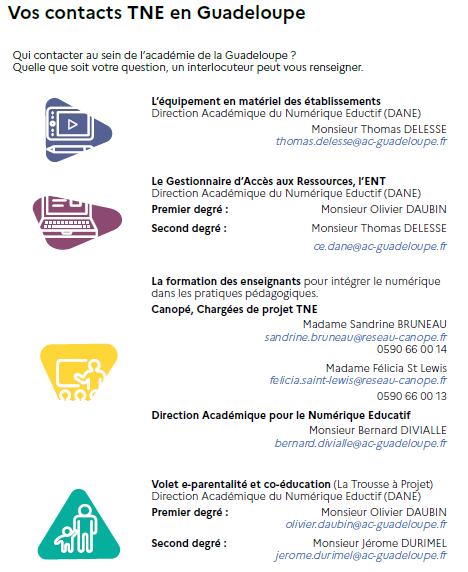 Vos contacts TNE en Guadeloupe
Qui contacter au sein de l'académie de la Guadeloupe ?
Quelle que soit votre question, un interlocuteur peut vous renseigner.
L'équipement en matériel des établissements
Direction Académique du Numérique Eductif (DANE)
Monsieur Thomas DELESSE
thomas.delesse@ac-guadeloupe.fr
Le Gestionnaire d'Accès aux Ressources, l'ENT
Direction Académique du Numérique Eductif (DANE)
Premier degré : Monsieur Olivier DAUBIN
Second degré : Monsieur Thomas DELESSE
ce.dane@ac-guadeloupe.fr
La formation des enseignants pour intégrer le numérique
dans les pratiques pédagogiques.
Canopé, Chargées de projet TNE
Madame Sandrine BRUNEAU
sandrine.bruneau@reseau-canope.fr
0590 66 00 14
Madame Félicia St Lewis
felicia.saint-lewis@reseau-canope.fr
0590 66 00 13
Direction Académique pour le Numérique Educatif
Monsieur Bernard DIVIALLE
bernard.divialle@ac-guadeloupe.fr
Volet e-parentalité et co-éducation (La Trousse à Projet)
Direction Académique du Numérique Eductif (DANE)
Premier degré : Monsieur Olivier DAUBIN
olivier.daubin@ac-guadeloupe.fr
Second degré : Monsieur Jérome DURIMEL
jerome.durimel@ac-guadeloupe.fr